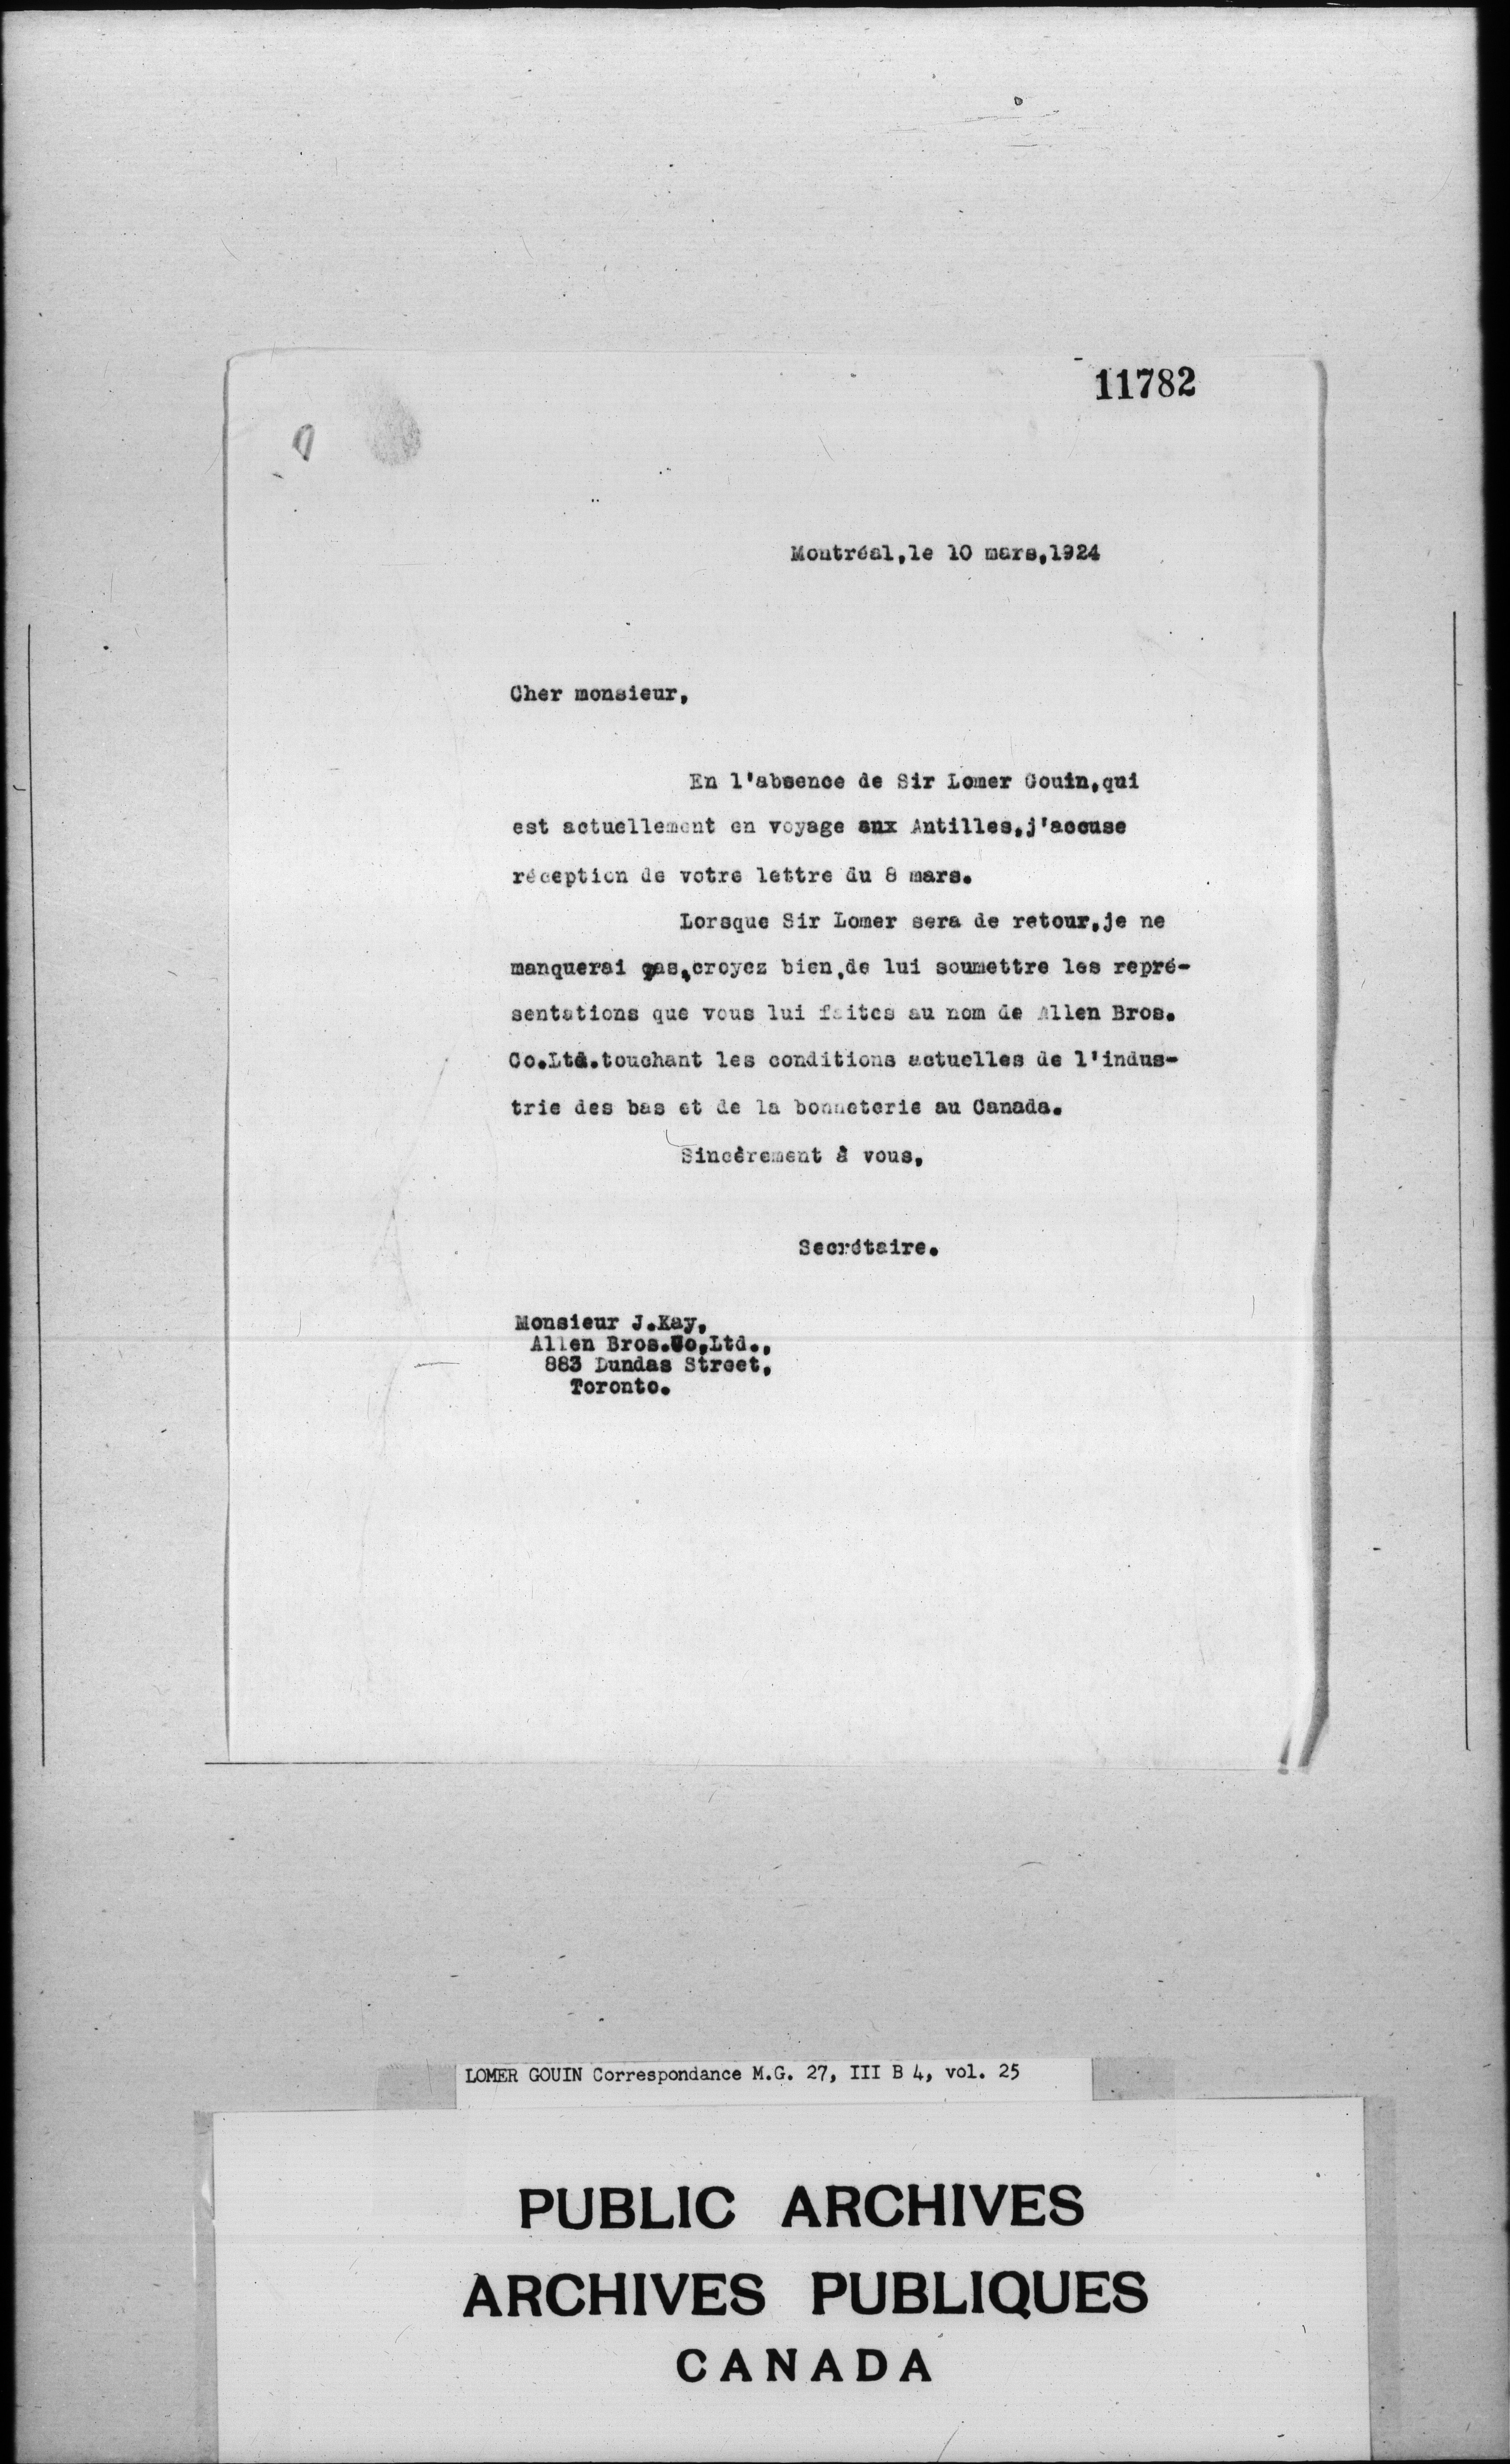 11782
Montréal,le 10 mars,1924
Cher monsieur,
En l'absence de Sir Lomer Gouin,qui
est actuellement en voyage aux Antilles,j'accuse
réception de votre lettre du 8 mars.
Lorsque Sir Lomer sera de retour,je ne
manquerai pas,croyez bien,de lui soumettre les repré-
sentations que vous lui faites au nom de Allen Bros.
Co.Ltd.touchant les conditions actuelles de l'indus-
trie des bas et de la bonneterie au Canada.
Sincèrement à vous,
Secrétaire.
Monsieur J.Kay,
Allen Bros.Co,Ltd.,
883 Dundas Street,
Toronto.
LOMER GOUIN Correspondance M.G. 27, III B 4, vol. 25
PUBLIC ARCHIVES
ARCHIVES PUBLIQUES
CANADA